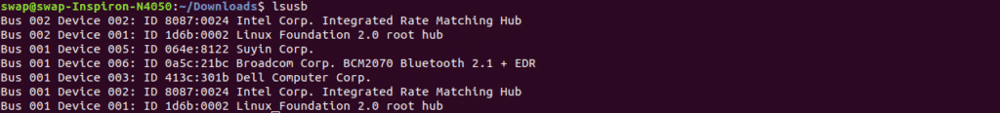 swap@swap-Inspiron-N4050:~/Downloads$ lsusb
Bus 002 Device 002: ID 8087:0024 Intel Corp. Integrated Rate Matching Hub
Bus 002 Device 001: ID 1d6b:0002 Linux Foundation 2.0 root hub
Bus 001 Device 005: ID 064e:8122 Suyin Corp.
Bus 001 Device 006: ID 0a5c:21bc Broadcom Corp. BCM2070 Bluetooth 2.1 + EDR
Bus 001 Device 003: ID 413c:301b Dell Computer Corp.
Bus 001 Device 002: ID 8087:0024 Intel Corp. Integrated Rate Matching Hub
Bus 001 Device 001: ID 1d6b:0002 Linux Foundation 2.0 root hub